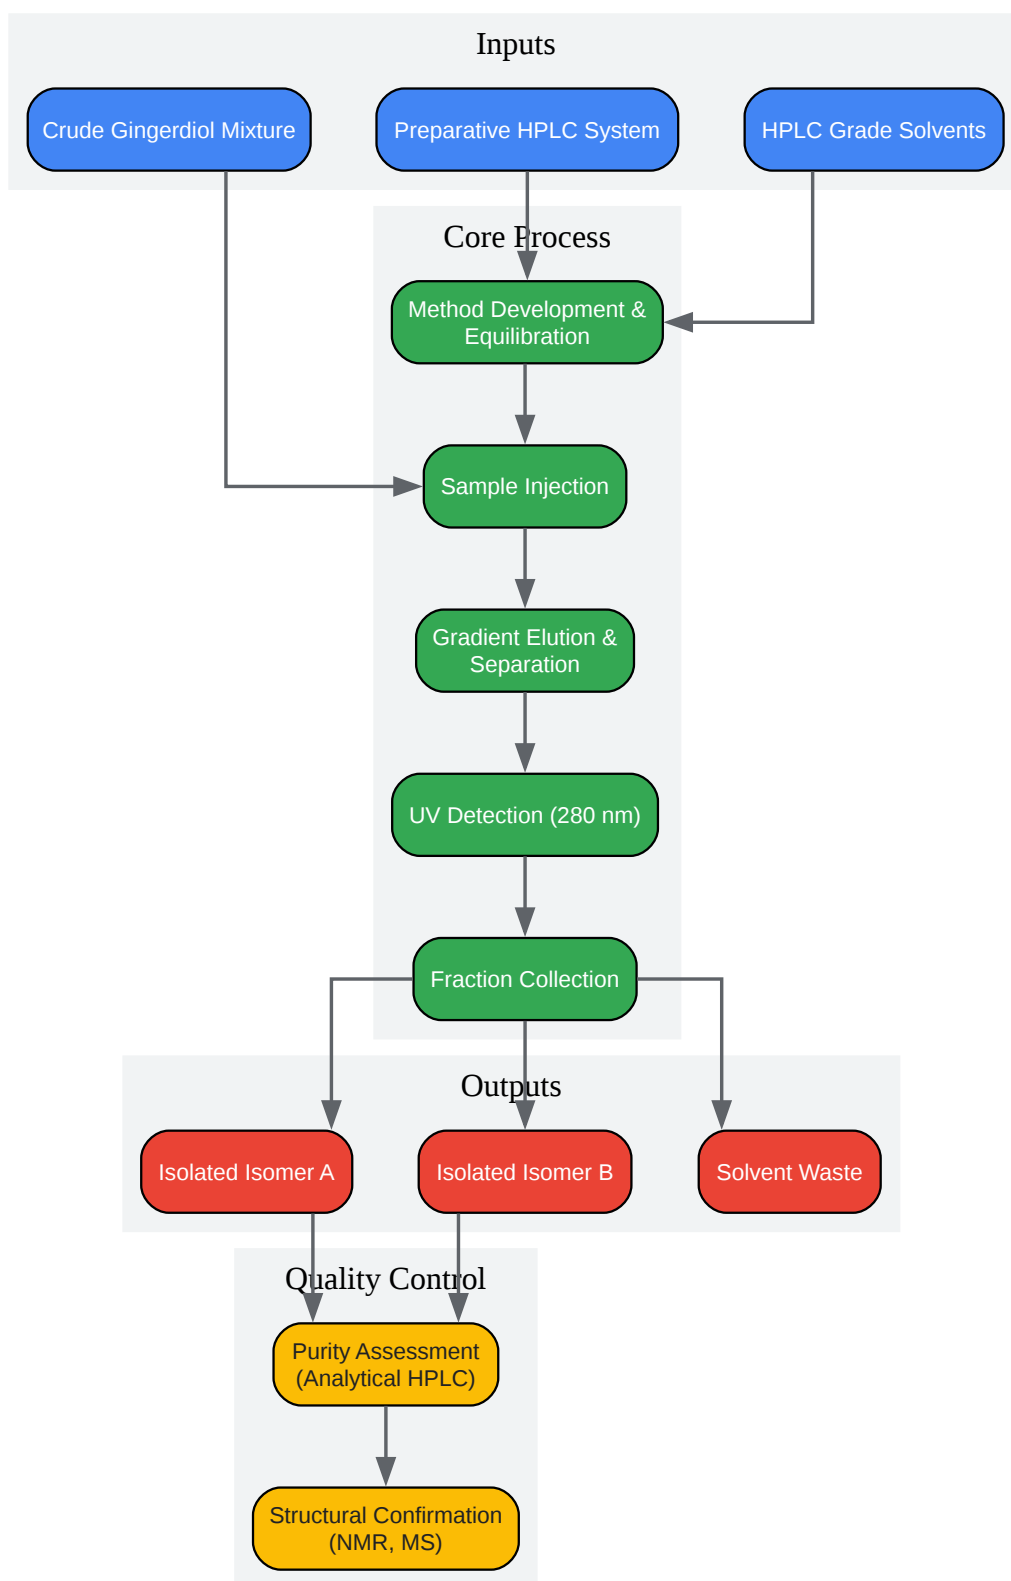 Inputs
Crude Gingerdiol Mixture
Preparative HPLC System
HPLC Grade Solvents
Core Process
Method Development &
Equilibration
Sample Injection
Gradient Elution &
Separation
UV Detection (280 nm)
Fraction Collection
Outputs
Isolated Isomer A
Isolated Isomer B
Solvent Waste
Quality Control
Purity Assessment
(Analytical HPLC)
Structural Confirmation
(NMR, MS)